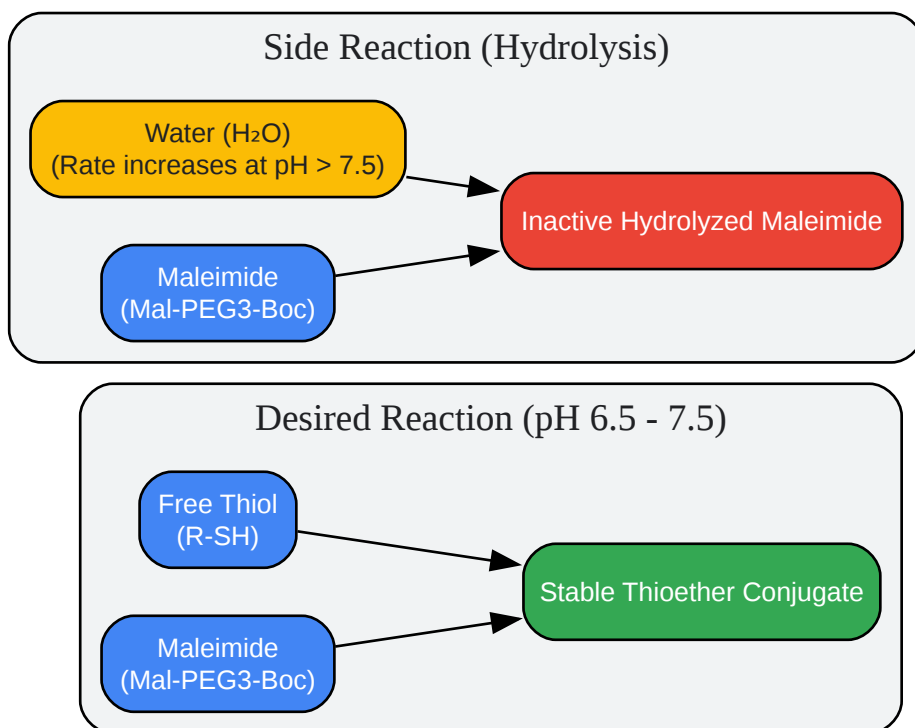 Side Reaction (Hydrolysis)
Water (H₂O)
(Rate increases at pH > 7.5)
Inactive Hydrolyzed Maleimide
Maleimide
(Mal-PEG3-Boc)
Desired Reaction (pH 6.5 - 7.5)
Free Thiol
(R-SH)
Stable Thioether Conjugate
Maleimide
(Mal-PEG3-Boc)